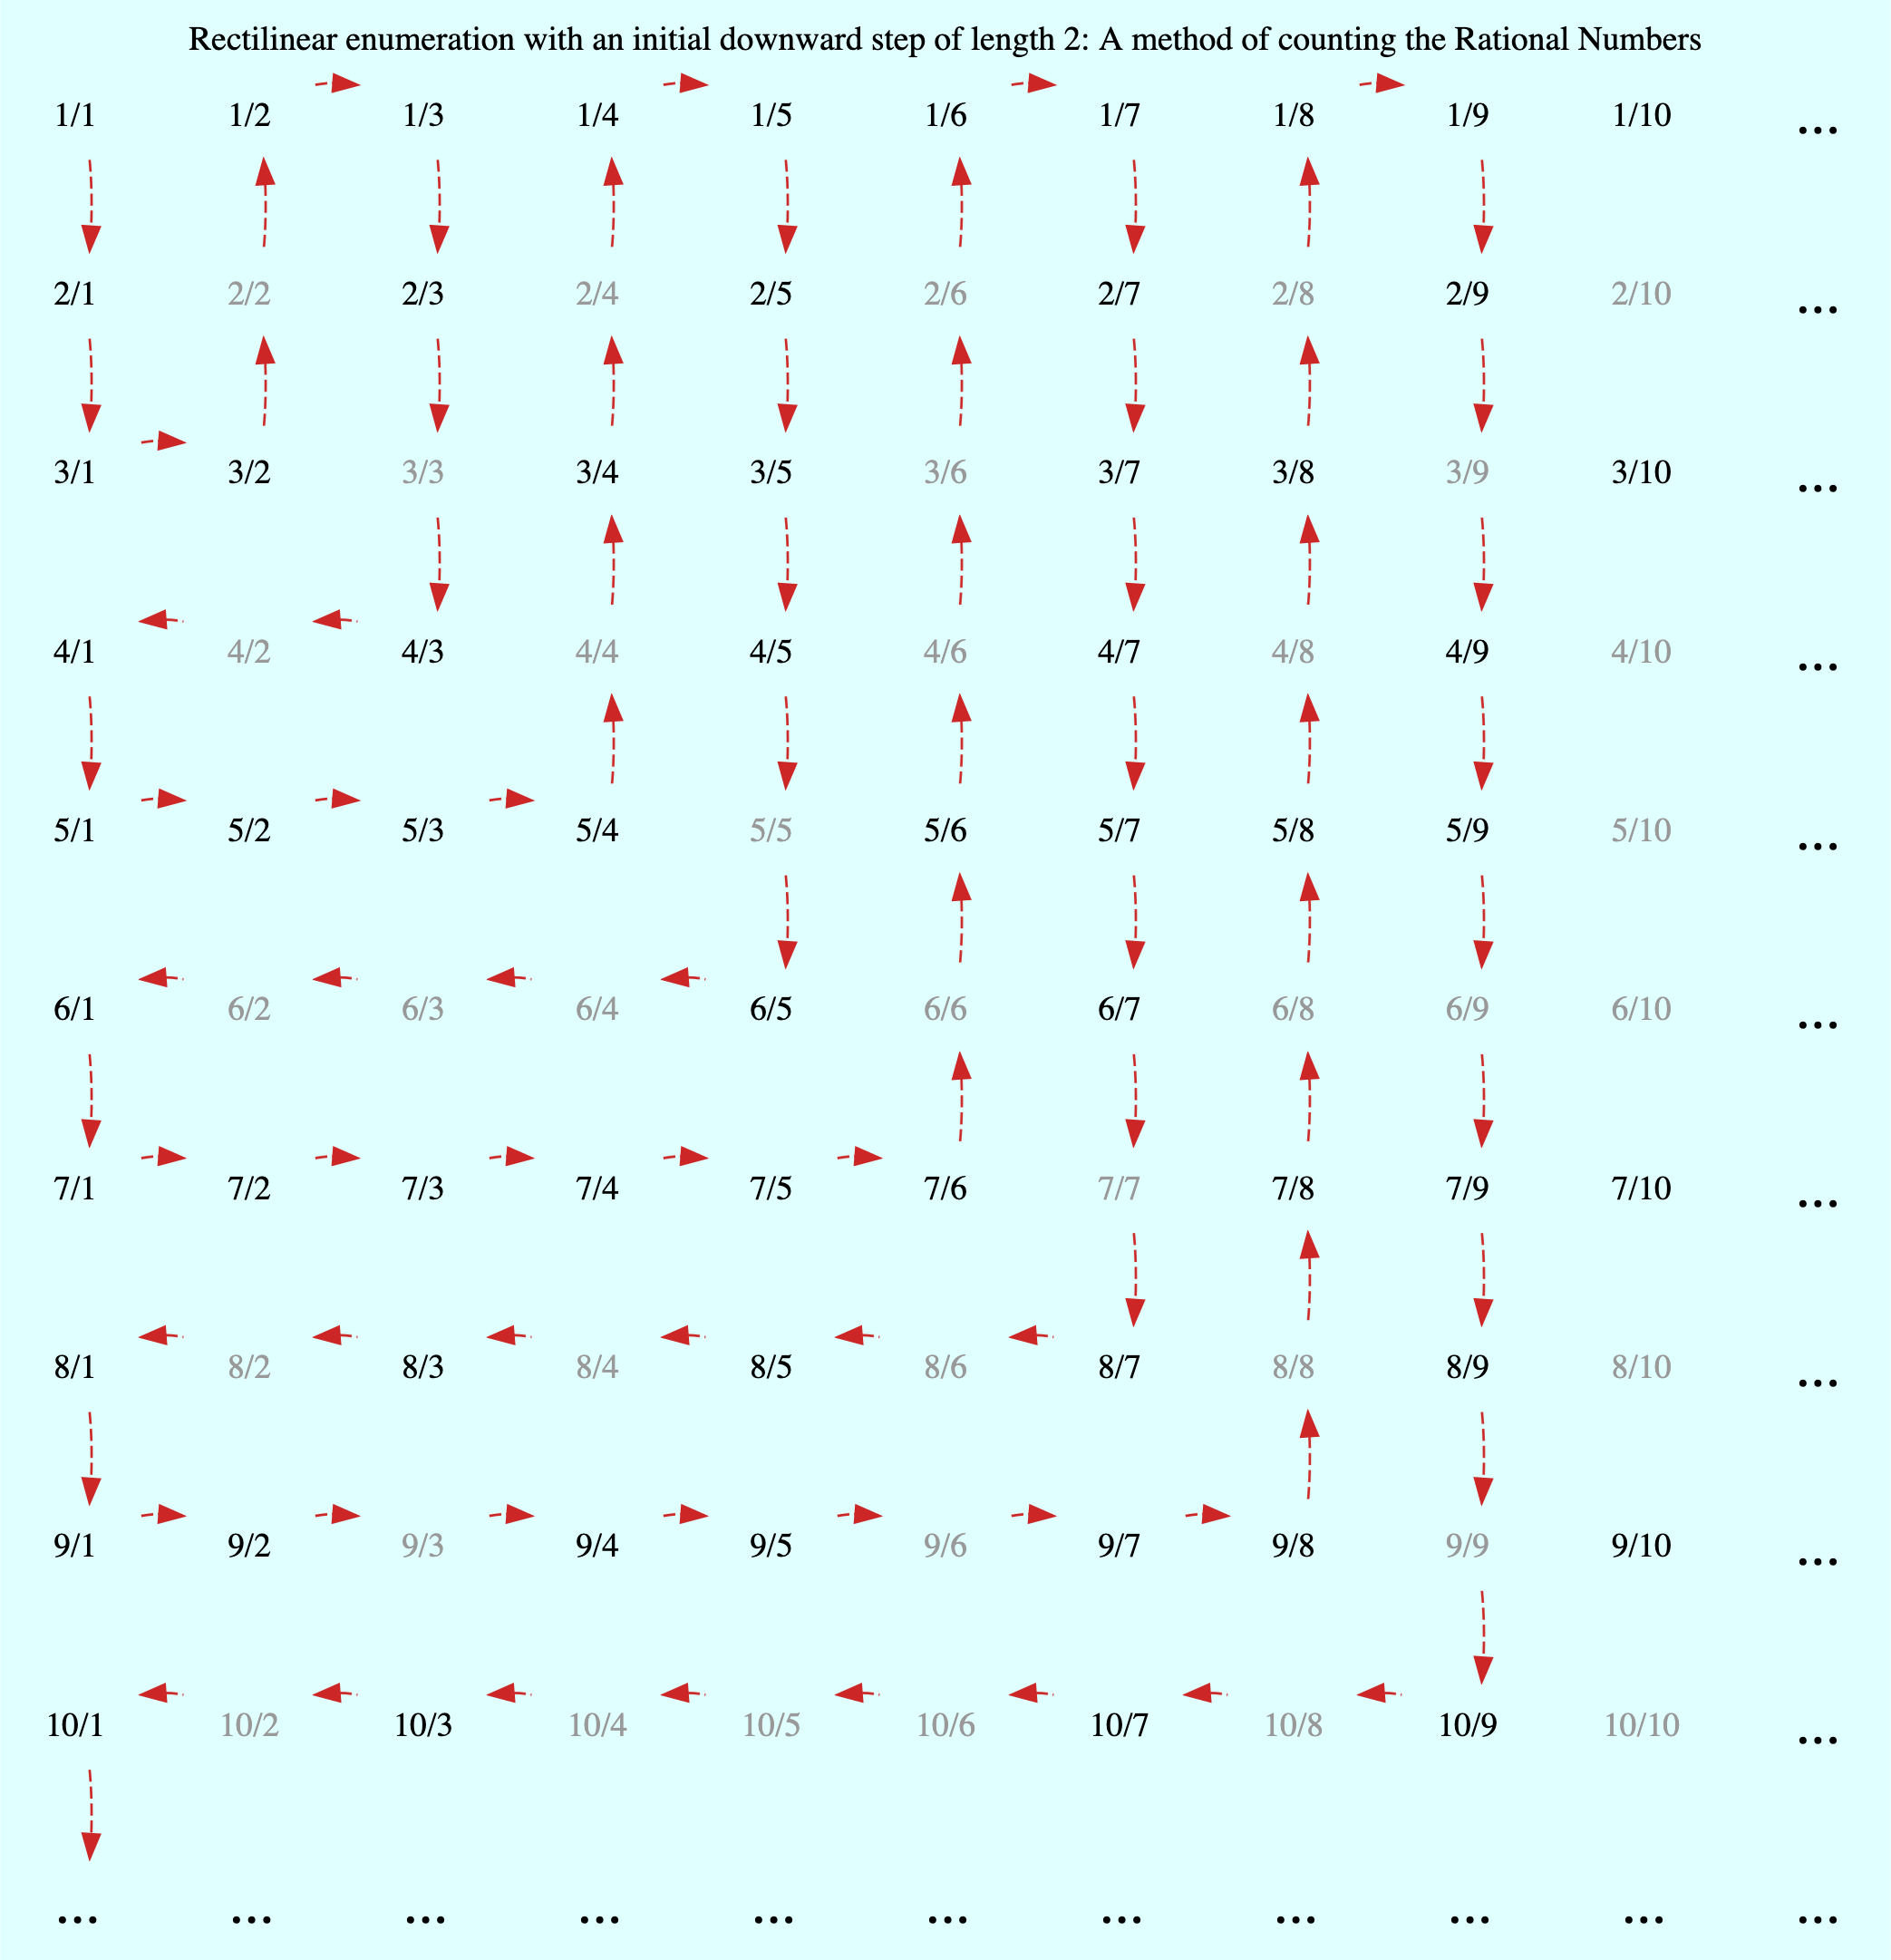 Rectilinear enumeration with an initial downward step of length 2: A method of counting the Rational Numbers
1/1 1/2 1/3 1/4 1/5 1/6 1/7 1/8 1/9 1/10 ...
2/1 2/2 2/3 2/4 2/5 2/6 2/7 2/8 2/9 2/10 ...
3/1 3/2 3/3 3/4 3/5 3/6 3/7 3/8 3/9 3/10 ...
4/1 4/2 4/3 4/4 4/5 4/6 4/7 4/8 4/9 4/10 ...
5/1 5/2 5/3 5/4 5/5 5/6 5/7 5/8 5/9 5/10 ...
6/1 6/2 6/3 6/4 6/5 6/6 6/7 6/8 6/9 6/10 ...
7/1 7/2 7/3 7/4 7/5 7/6 7/7 7/8 7/9 7/10 ...
8/1 8/2 8/3 8/4 8/5 8/6 8/7 8/8 8/9 8/10 ...
9/1 9/2 9/3 9/4 9/5 9/6 9/7 9/8 9/9 9/10 ...
10/1 10/2 10/3 10/4 10/5 10/6 10/7 10/8 10/9 10/10 ...
... ... ... ... ... ... ... ... ... ... ...